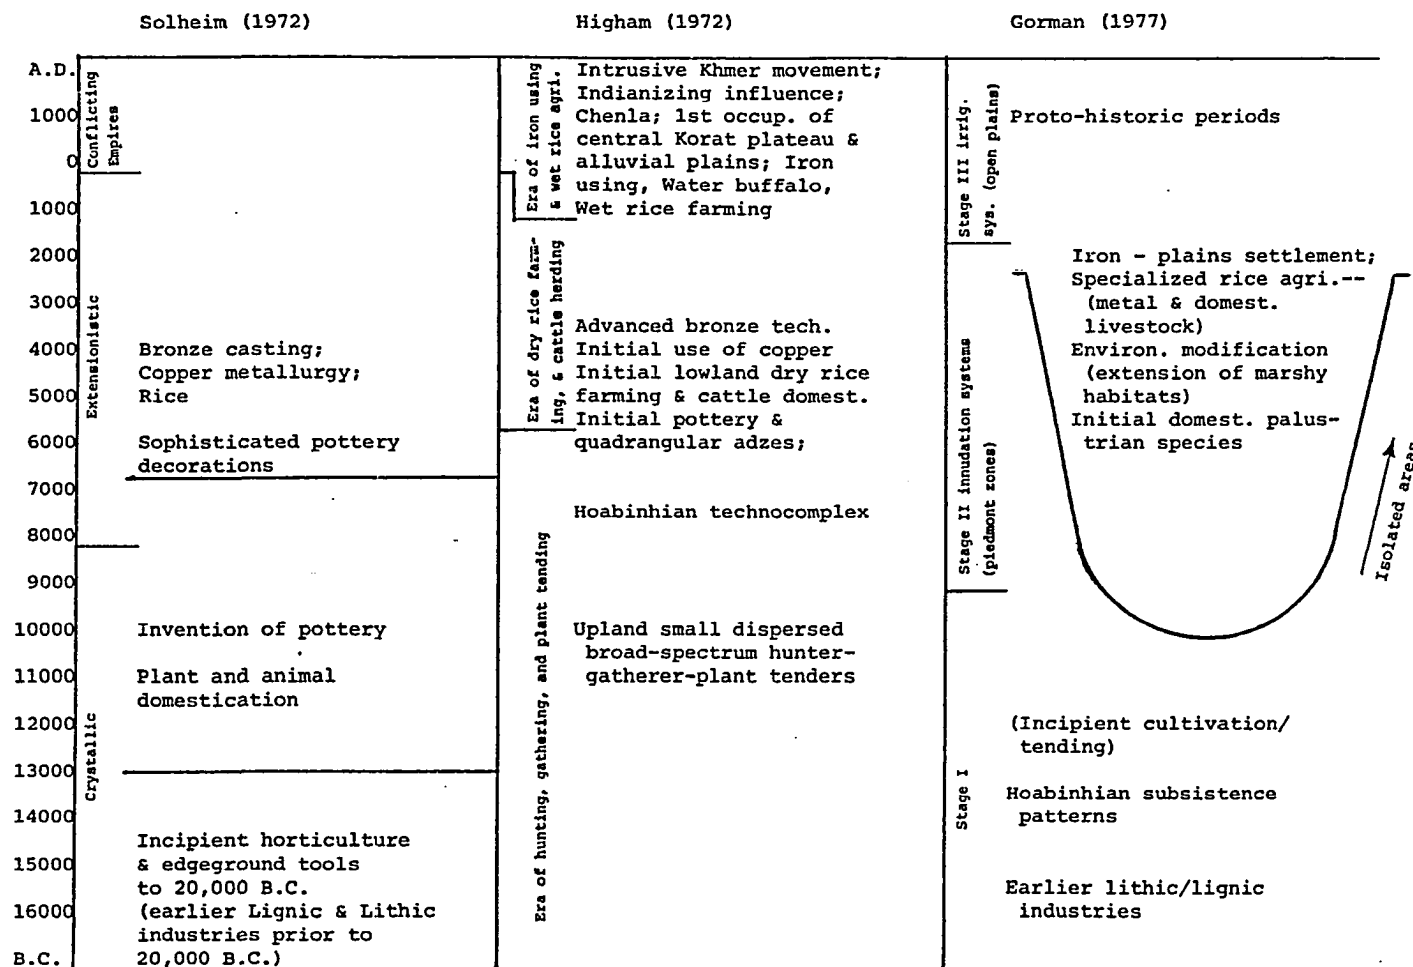 Solheim (1972)
Higham (1972)
Gorman (1977)
A.D.
1000
0
1000
2000
3000
4000
5000
6000
7000
8000
9000
10000
11000
12000
13000
14000
15000
16000
B.C.
Conflicting
Empires
Extensionistic
Crystallic
Bronze casting;
Copper metallurgy;
Rice
Sophisticated pottery
decorations
Invention of pottery
Plant and animal
domestication
Incipient horticulture
& edgeground tools
to 20,000 B.C.
(earlier Lignic & Lithic
industries prior to
20,000 B.C.)
Era of iron using
& wet rice agri.
Era of dry rice farm-
ing, & cattle herding
Era of hunting, gathering, and plant tending
Intrusive Khmer movement;
Indianizing influence;
Chenla; 1st occup. of
central Korat plateau &
alluvial plains; Iron
using, Water buffalo,
Wet rice farming
Advanced bronze tech.
Initial use of copper
Initial lowland dry rice
farming & cattle domest.
Initial pottery &
quadrangular adzes;
Hoabinhian technocomplex
Upland small dispersed
broad-spectrum hunter-
gatherer-plant tenders
Stage III irrig.
sys. (open plains)
Stage II innudation systems
(piedmont zones)
Stage I
Proto-historic periods
Iron - plains settlement;
Specialized rice agri.--
(metal & domest.
livestock)
Environ. modification
(extension of marshy
habitats)
Initial domest. palus-
trian species
Isolated areas
(Incipient cultivation/
tending)
Hoabinhian subsistence
patterns
Earlier lithic/lignic
industries